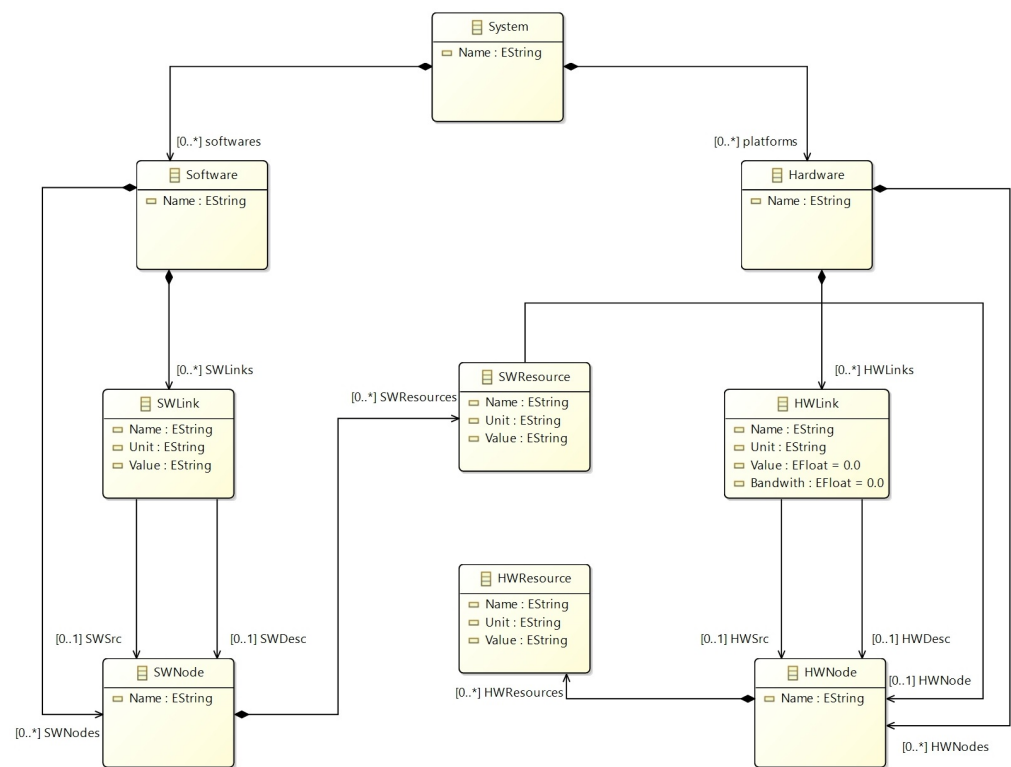 System
Name : EString
[0..*] softwares
[0..*] platforms
Software
Name : EString
Hardware
Name : EString
[0..*] SWLinks
[0..*] HWLinks
SWLink
Name : EString
Unit : EString
Value : EString
[0..*] SWResources
SWResource
Name : EString
Unit : EString
Value : EString
HWLink
Name : EString
Unit : EString
Value : EFloat = 0.0
Bandwith : EFloat = 0.0
HWResource
Name : EString
Unit : EString
Value : EString
[0..1] SWSrc
[0..1] SWDesc
[0..1] HWSrc
[0..1] HWDesc
SWNode
Name : EString
[0..*] SWNodes
[0..*] HWResources
HWNode
Name : EString
[0..1] HWNode
[0..*] HWNodes